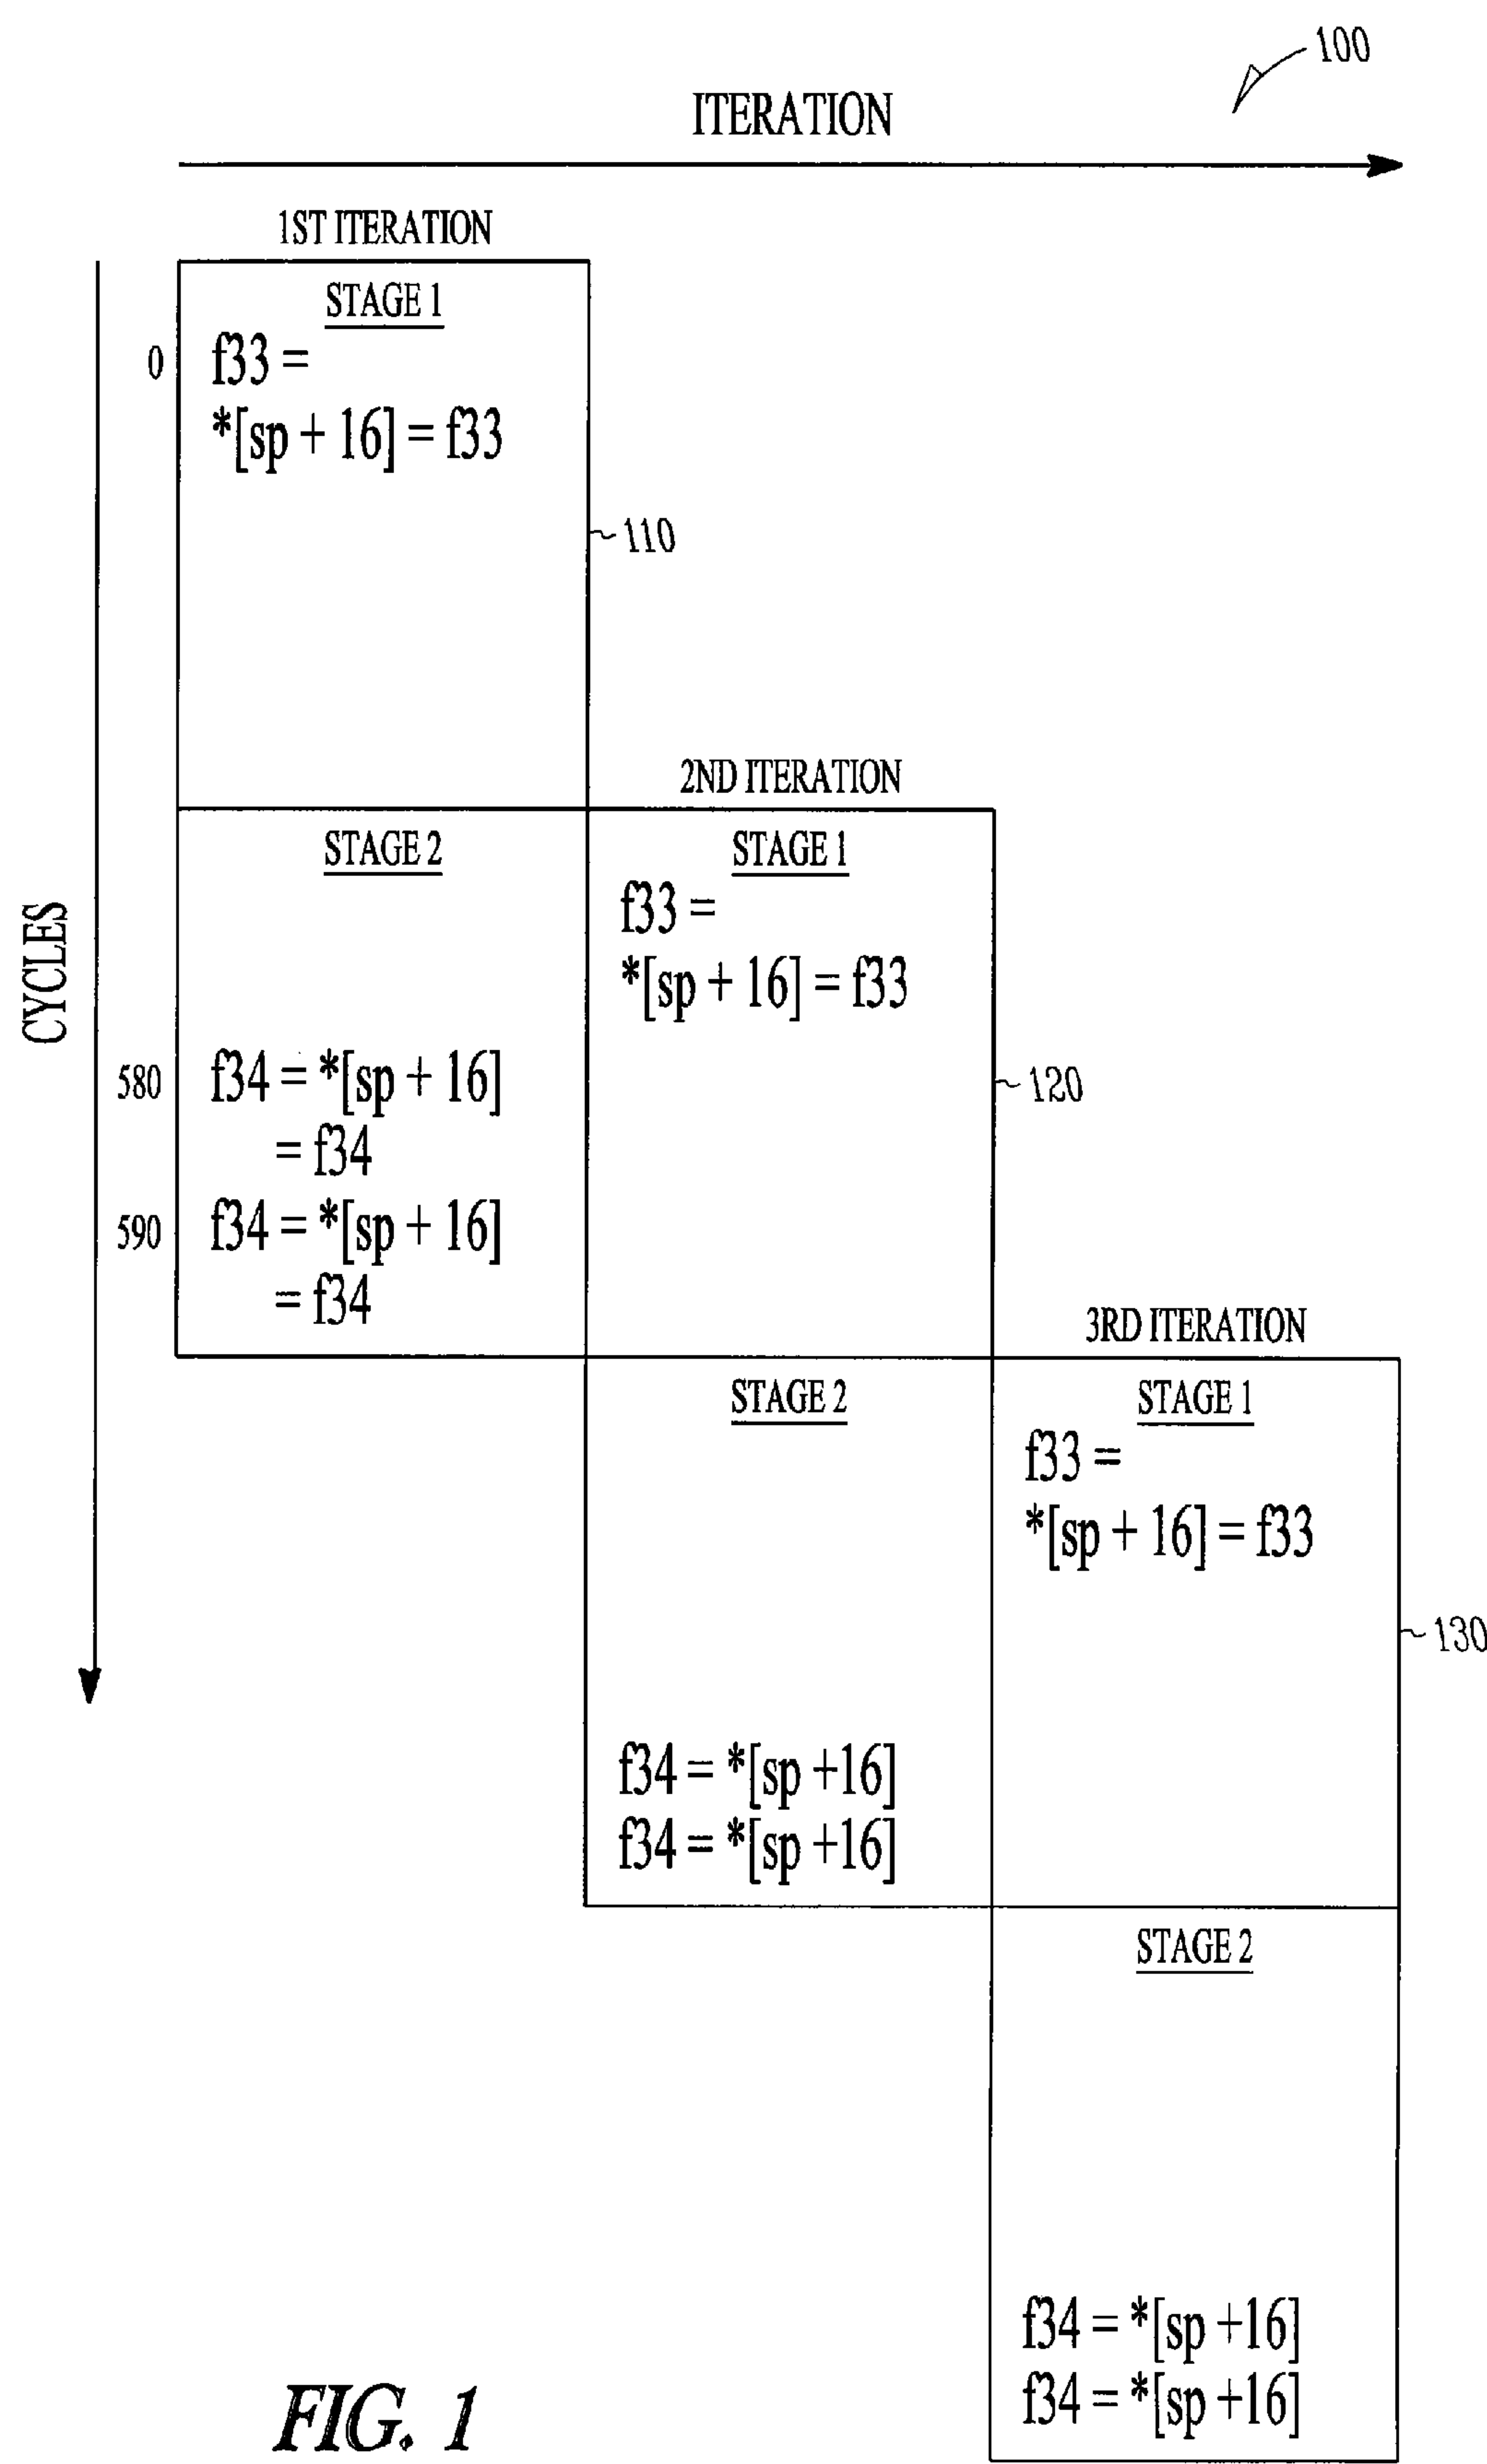 100
ITERATION
1ST ITERATION
STAGE 1
0
f33 =
*[sp + 16] = f33
110
2ND ITERATION
STAGE 2
STAGE 1
f33 =
*[sp + 16] = f33
CYCLES
580
f34 = *[sp + 16]
= f34
120
590
f34 = *[sp + 16]
= f34
3RD ITERATION
STAGE 2
STAGE 1
f33 =
*[sp + 16] = f33
130
f34 = *[sp +16]
f34 = *[sp +16]
STAGE 2
f34 = *[sp +16]
f34 = *[sp +16]
FIG. 1